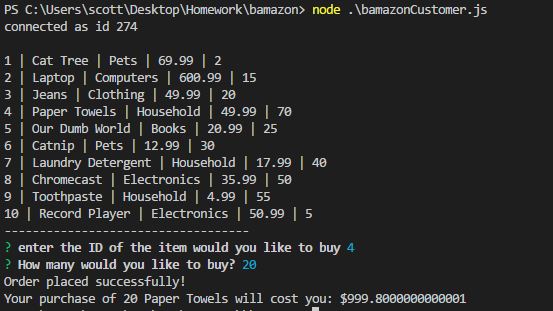 PS C:\Users\scott\Desktop\Homework\bamazon> node .\bamazonCustomer.js
connected as id 274
1 | Cat Tree | Pets | 69.99 | 2
2 | Laptop | Computers | 600.99 | 15
3 | Jeans | Clothing | 49.99 | 20
4 | Paper Towels | Household | 49.99 | 70
5 | Our Dumb World | Books | 20.99 | 25
6 | Catnip | Pets | 12.99 | 30
7 | Laundry Detergent | Household | 17.99 | 40
8 | Chromecast | Electronics | 35.99 | 50
9 | Toothpaste | Household | 4.99 | 55
10 | Record Player | Electronics | 50.99 | 5
-----------------------------------
? enter the ID of the item would you like to buy 4
? How many would you like to buy? 20
Order placed successfully!
Your purchase of 20 Paper Towels will cost you: $999.8000000000001